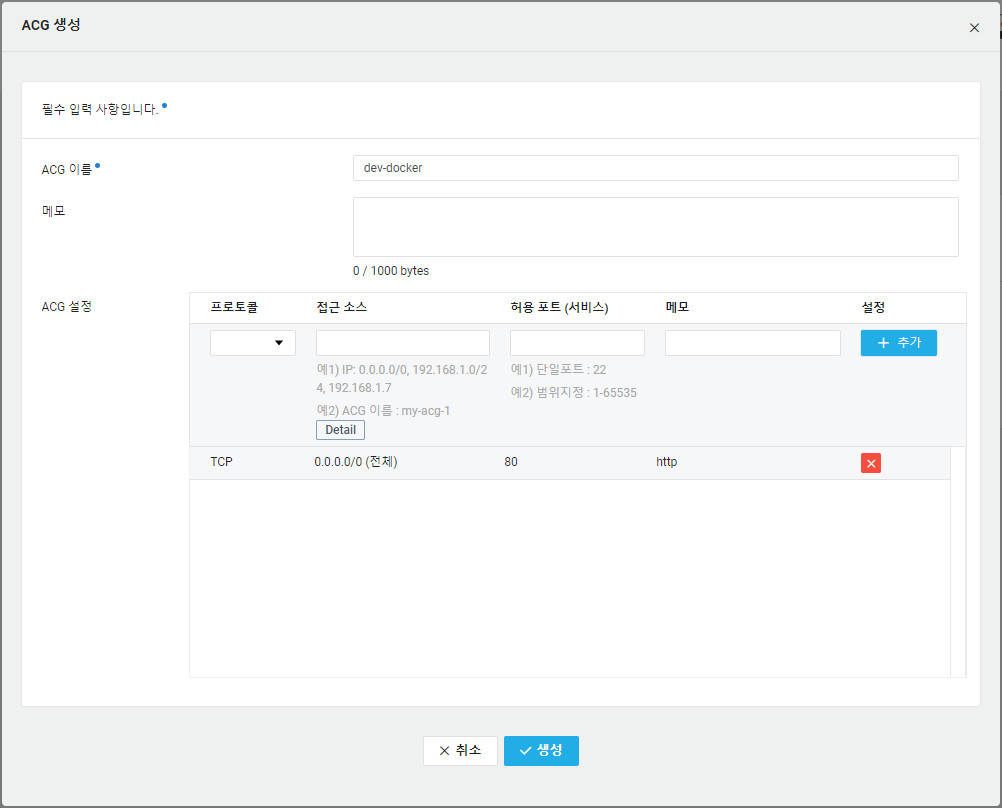 ACG 생성
필수 입력 사항입니다.
ACG 이름
dev-docker
메모
0 / 1000 bytes
ACG 설정
프로토콜 접근 소스 허용 포트 (서비스) 메모 설정
+ 추가
예1) IP: 0.0.0.0/0, 192.168.1.0/2
4, 192.168.1.7
예2) ACG 이름 : my-acg-1
Detail
예1) 단일포트 : 22
예2) 범위지정 : 1-65535
TCP 0.0.0.0/0 (전체) 80 http
취소
생성